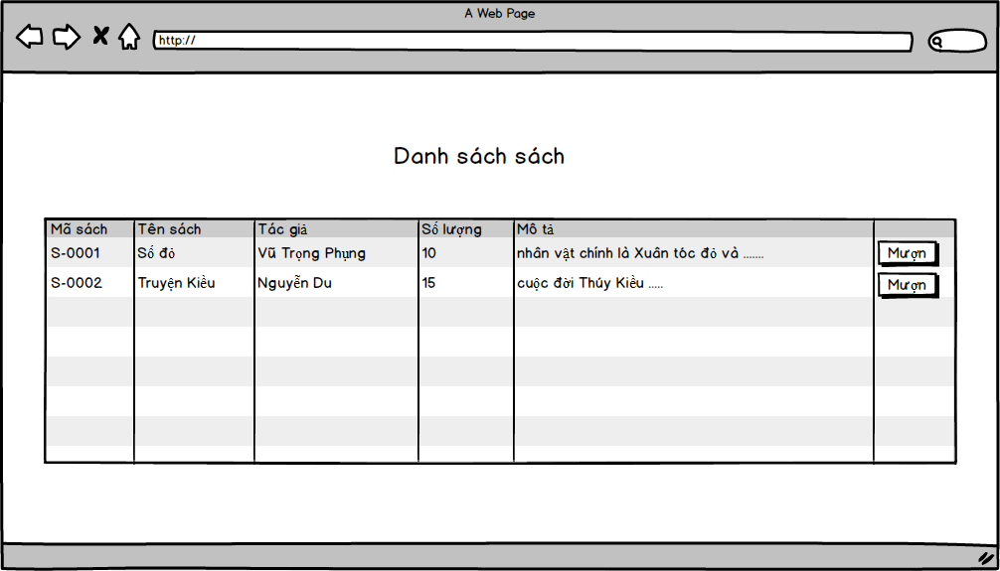 A Web Page
http://
Danh sách sách
Mã sách Tên sách Tác giả Số lượng Mô tả
S-0001 Số đỏ Vũ Trọng Phụng 10 nhân vật chính là Xuân tóc đỏ và ....... Mượn
S-0002 Truyện Kiều Nguyễn Du 15 cuộc đời Thúy Kiều ..... Mượn